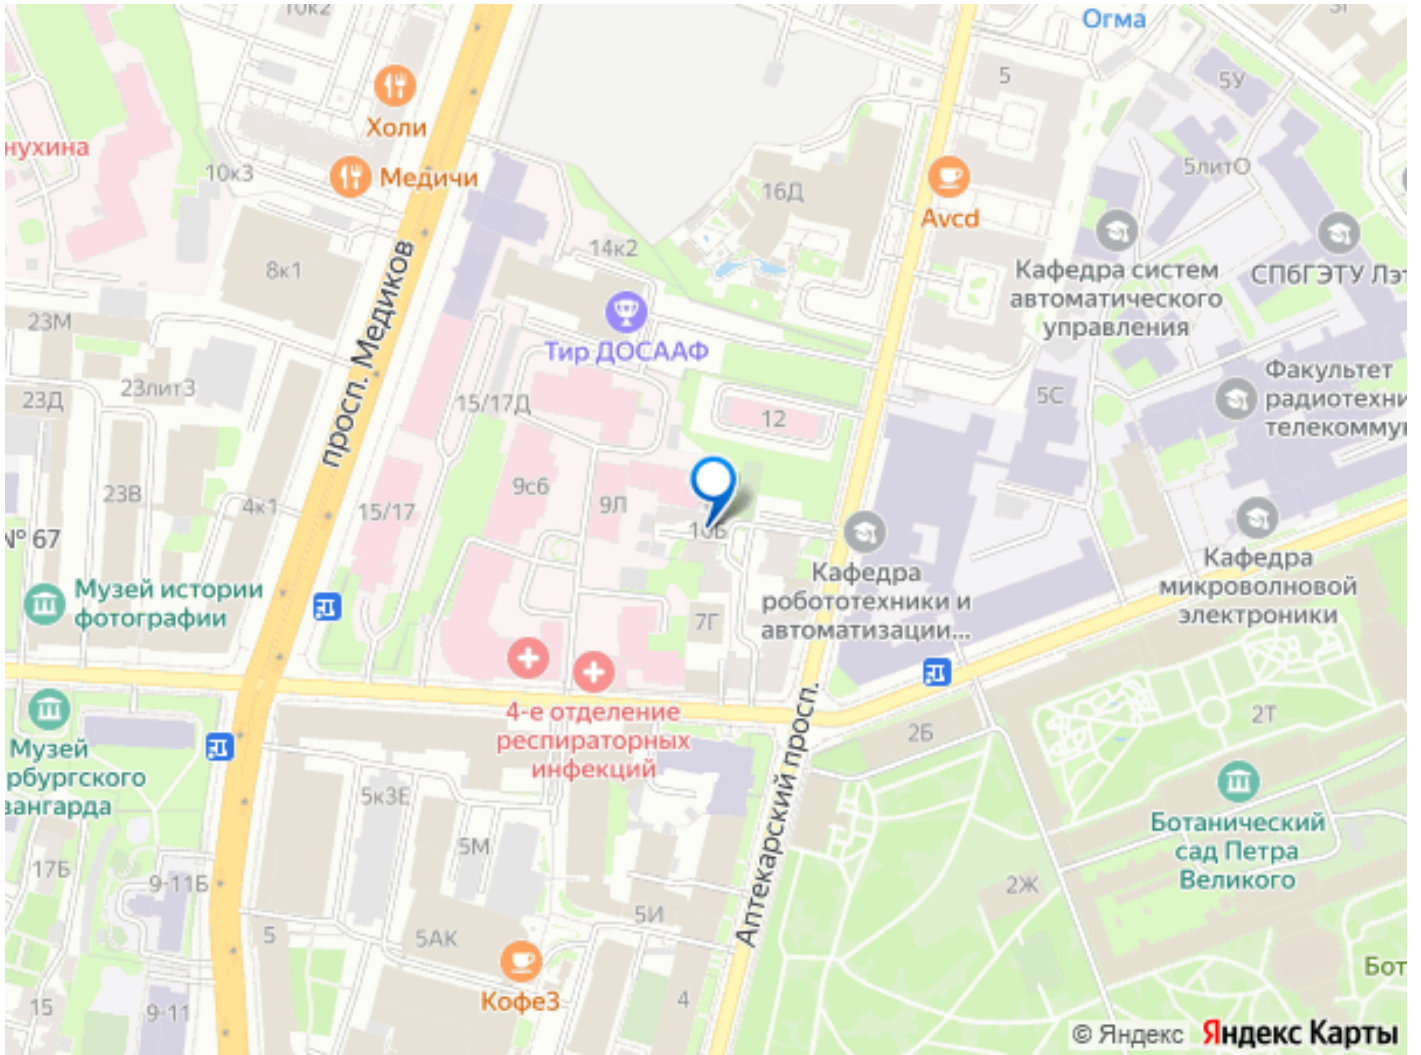 10к2
Холи
Медичи
нухина
10к3
8к1
просп. Медиков
23М
23литЗ
23Д
23В
4к1
15/17
№ 67
Музей истории
фотографии
Музей
рбургского
вангарда
17Б
9-11Б
15
9-11
5
5к3Е
5М
5АК
Кофе3
5И
4
Огма
5
5У
5литО
16Д
Avcd
14к2
Тир ДОСААФ
15/17Д
12
9с6
9Л
10Б
7Г
4-е отделение
респираторных
инфекций
Кафедра систем
автоматического
управления
СПбГЭТУ Лэт
5С
Факультет
радиотехни
телекоммун
Кафедра
робототехники и
автоматизации...
Кафедра
микроволновой
электроники
Аптекарский просп.
2Б
2Т
2Ж
Ботанический
сад Петра
Великого
Бот
© Яндекс Яндекс Карты